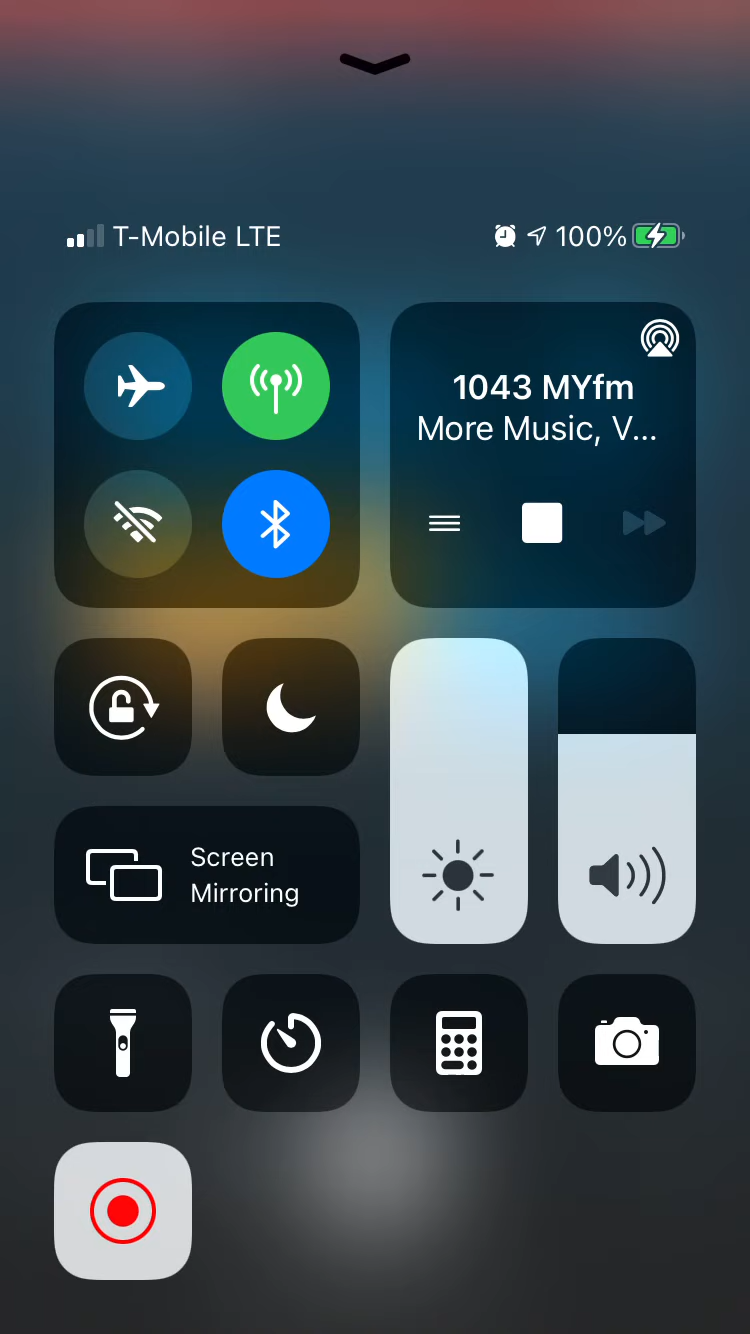 T-Mobile LTE
100%
1043 MYfm
More Music, V...
Screen
Mirroring